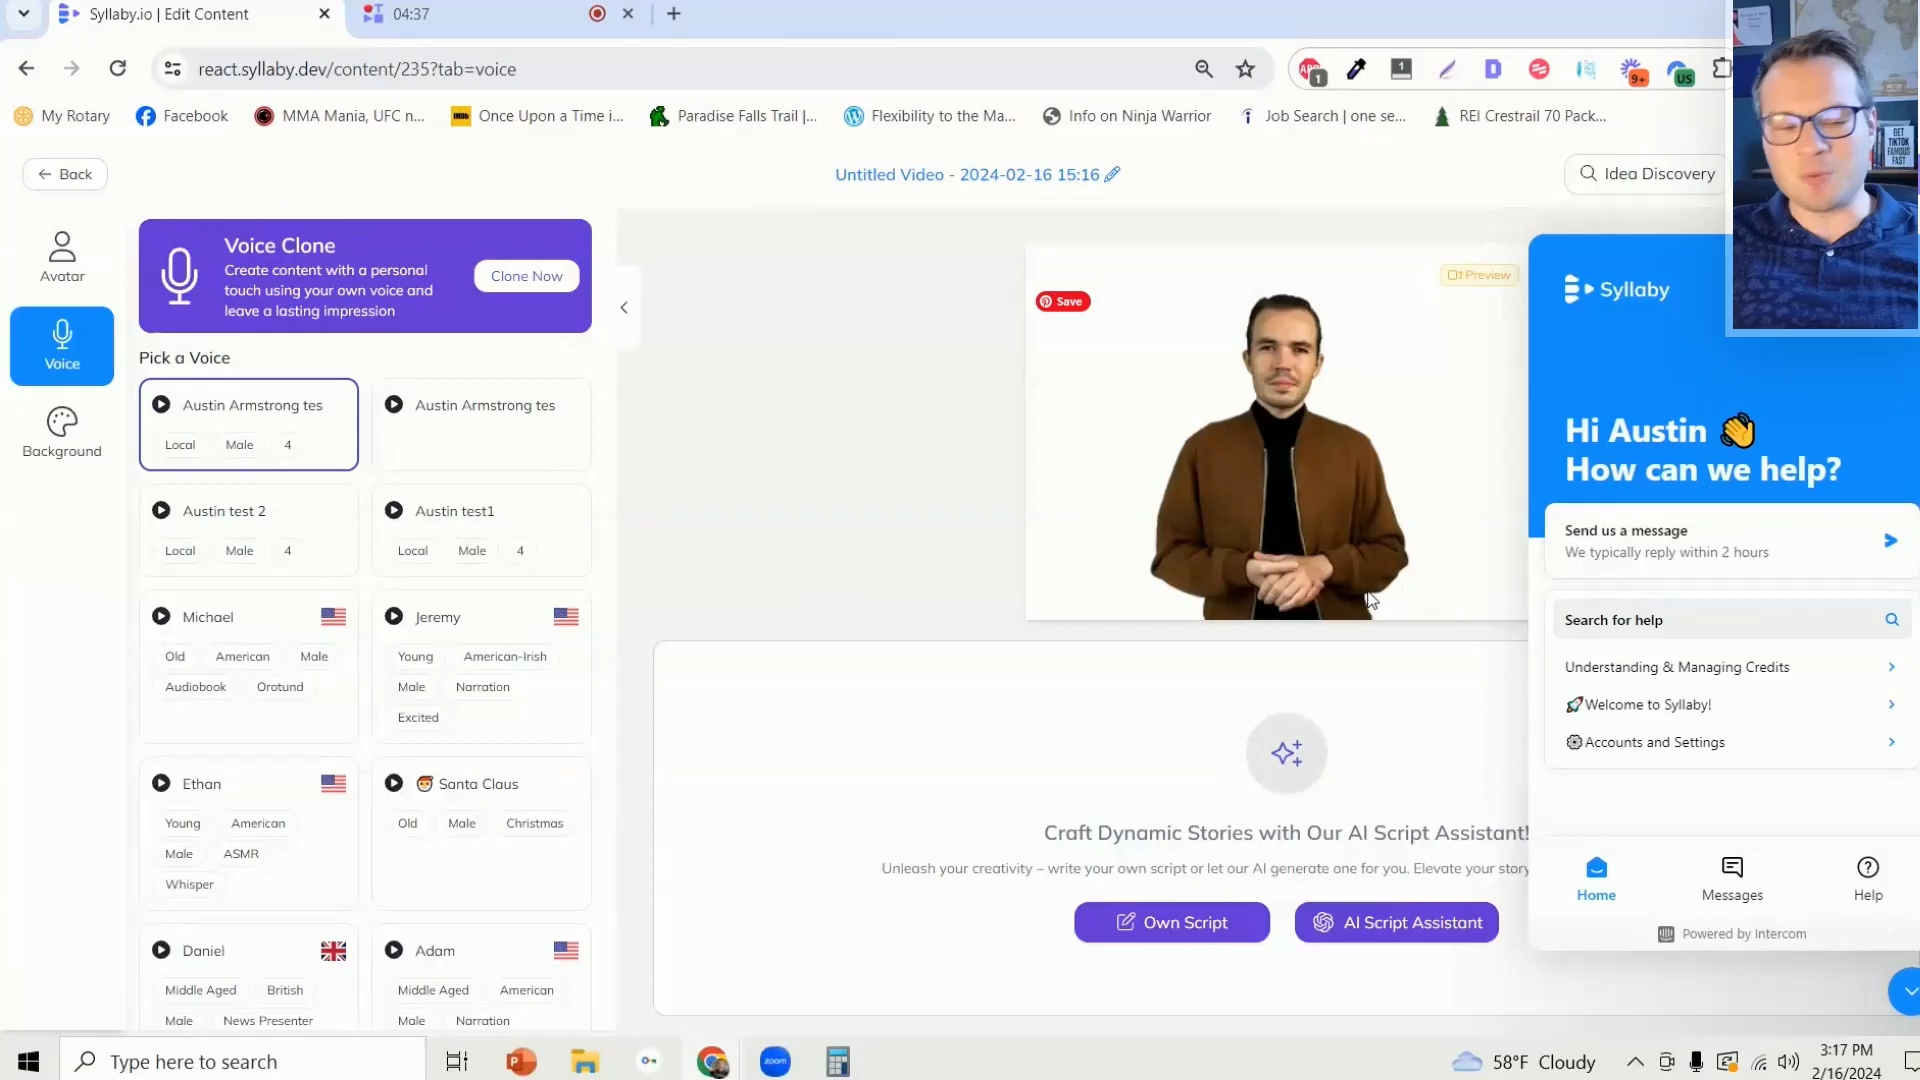 Syllaby.io | Edit Content
04:37
react.syllaby.dev/content/235?tab=voice
1
1
9+
US
My Rotary
Facebook
MMA Mania, UFC n...
Once Upon a Time i...
Paradise Falls Trail |...
Flexibility to the Ma...
Info on Ninja Warrior
Job Search | one se...
REI Crestrail 70 Pack...
GET TIKTOK FAMOUS FAST
Back
Untitled Video - 2024-02-16 15:16
Idea Discovery
Avatar
Voice
Background
Voice Clone
Create content with a personal
touch using your own voice and
leave a lasting impression
Clone Now
Pick a Voice
Austin Armstrong tes
Local Male 4
Austin Armstrong tes
Austin test 2
Local Male 4
Austin test1
Local Male 4
Michael
Old American Male
Audiobook Orotund
Jeremy
Young American-Irish
Male Narration
Excited
Ethan
Young American
Male ASMR
Whisper
Santa Claus
Old Male Christmas
Daniel
Middle Aged British
Male News Presenter
Adam
Middle Aged American
Male Narration
Preview
Save
Craft Dynamic Stories with Our AI Script Assistant!
Unleash your creativity – write your own script or let our AI generate one for you. Elevate your story
Own Script
AI Script Assistant
Syllaby
Hi Austin 👋
How can we help?
Send us a message
We typically reply within 2 hours
Search for help
Understanding & Managing Credits
🚀Welcome to Syllaby!
Accounts and Settings
Home
Messages
Help
Powered by Intercom
Type here to search
zoom
58°F Cloudy
3:17 PM
2/16/2024